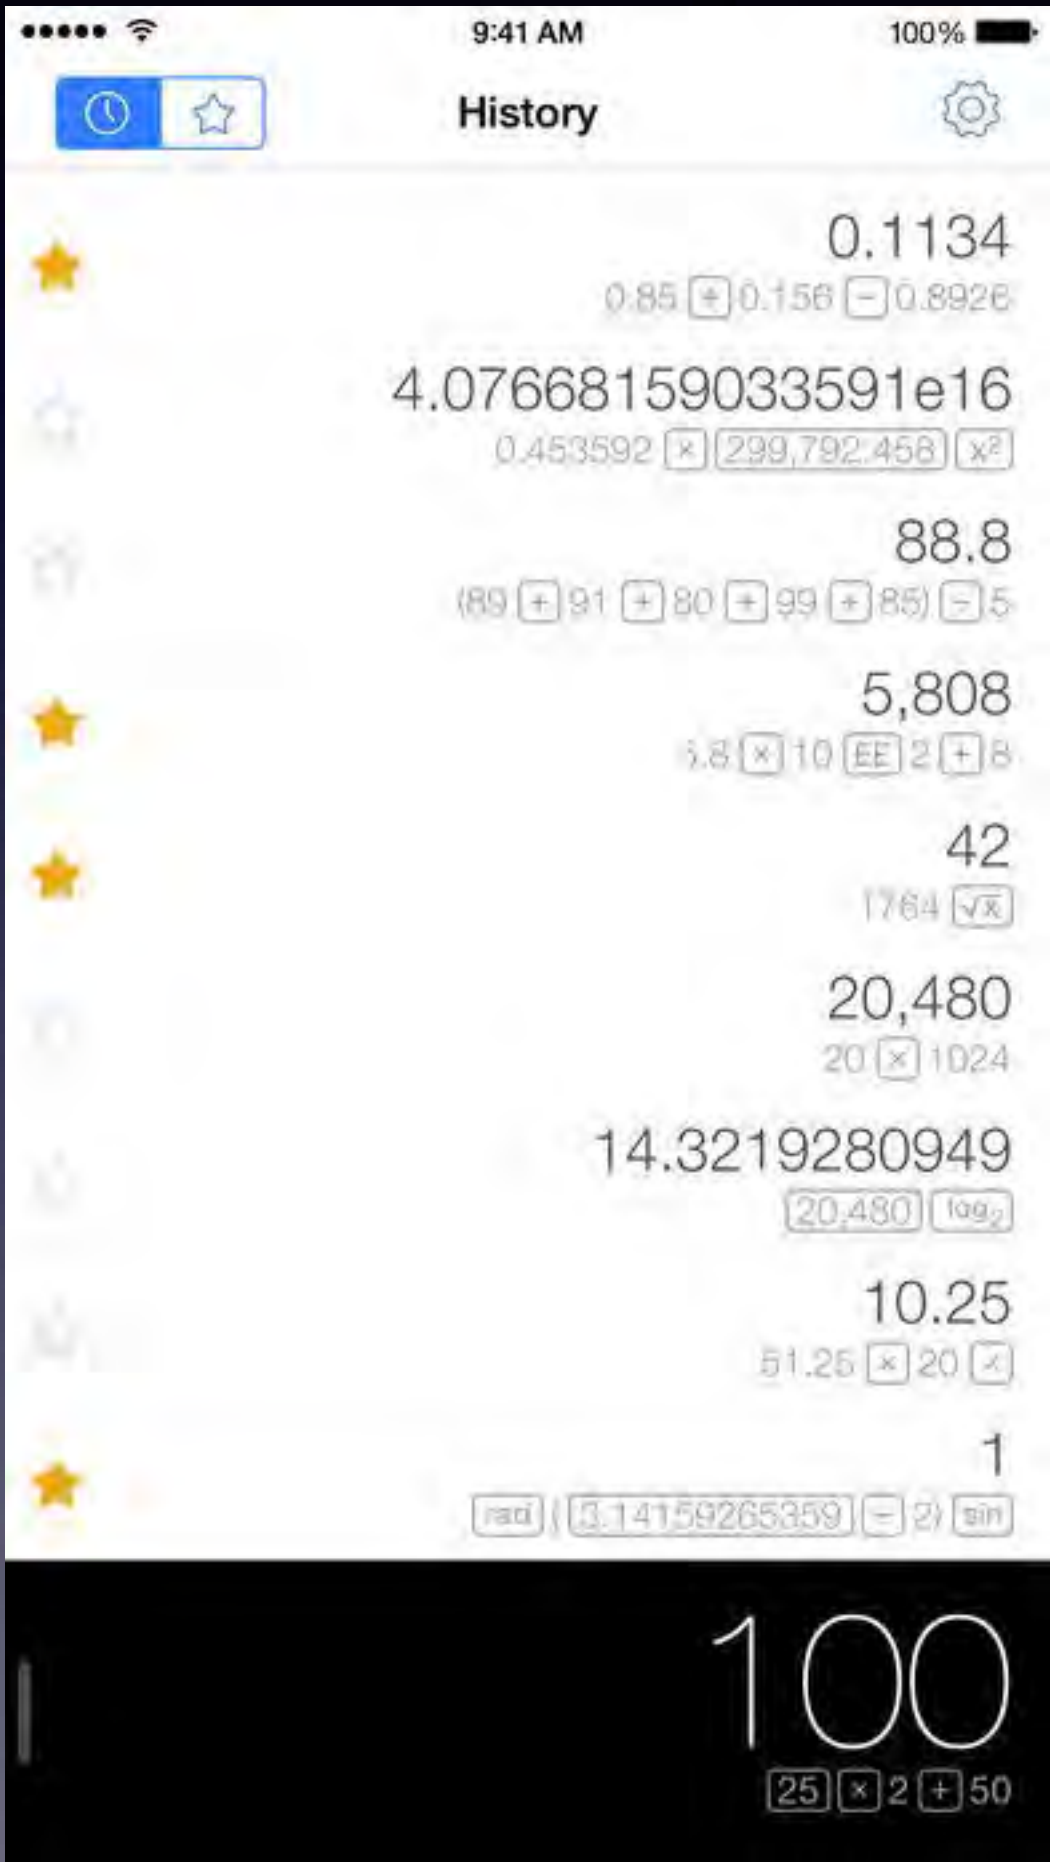 9:41 AM 100%
History
0.1134
0.85 + 0.156 − 0.8926
4.07668159033591e16
0.453592 × 299,792,458 x²
88.8
(89 + 91 + 80 + 99 + 85) ÷ 5
5,808
× 10 EE 2 + 8
42
1764 √x
20,480
20 × 1024
14.3219280949
20,480 log₂
10.25
51.25 × 20
1
rad (3.14159265359 ÷ 2) sin
100
25 × 2 + 50